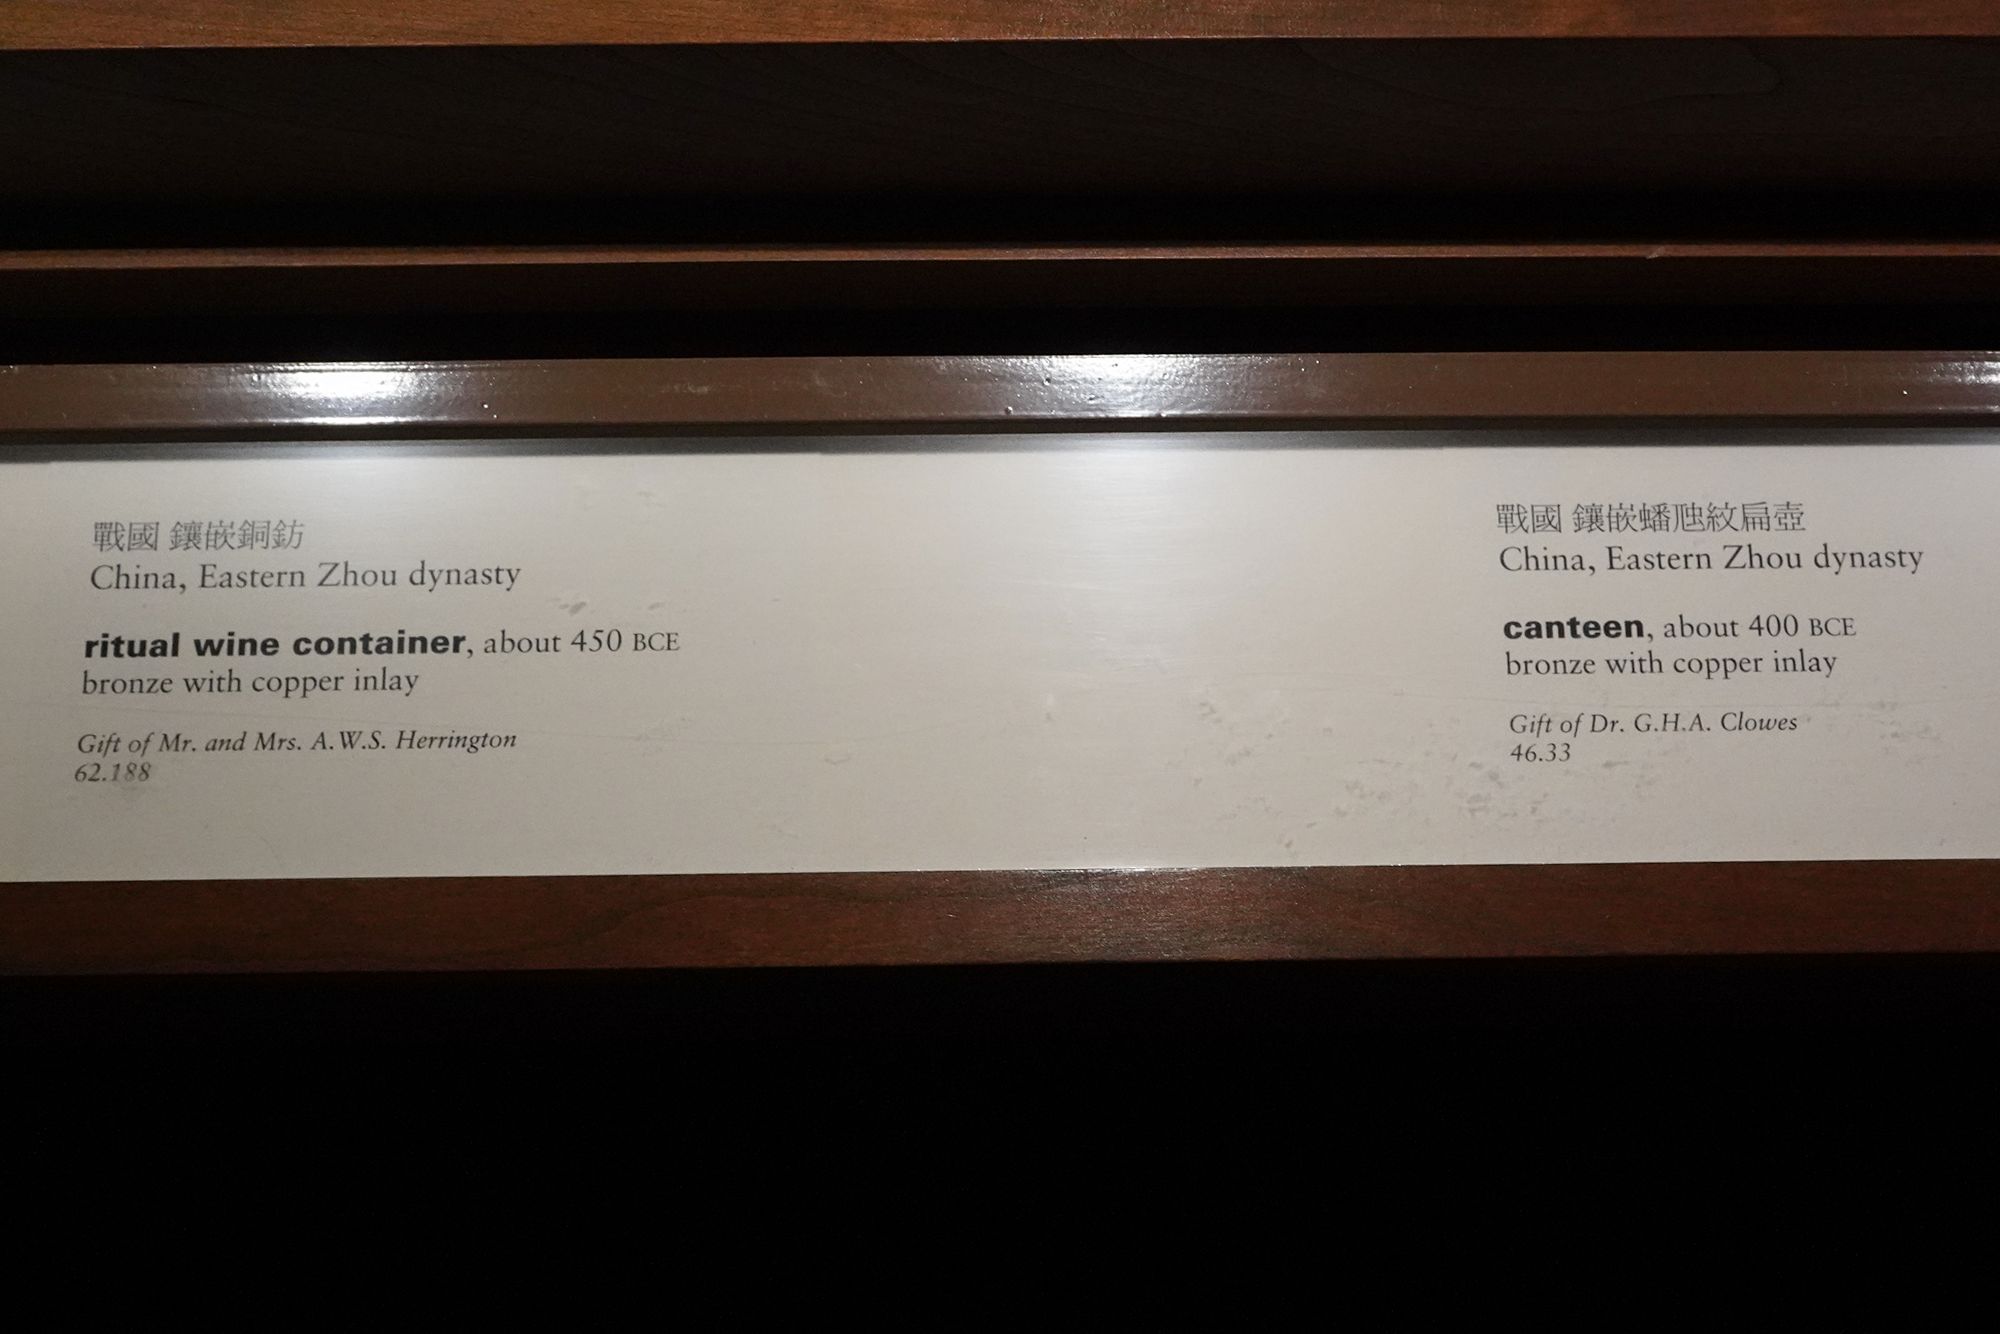 戰國 鑲嵌銅鈁
China, Eastern Zhou dynasty
ritual wine container, about 450 BCE
bronze with copper inlay
Gift of Mr. and Mrs. A.W.S. Herrington
62.188
戰國 鑲嵌蟠虺紋扁壺
China, Eastern Zhou dynasty
canteen, about 400 BCE
bronze with copper inlay
Gift of Dr. G.H.A. Clowes
46.33